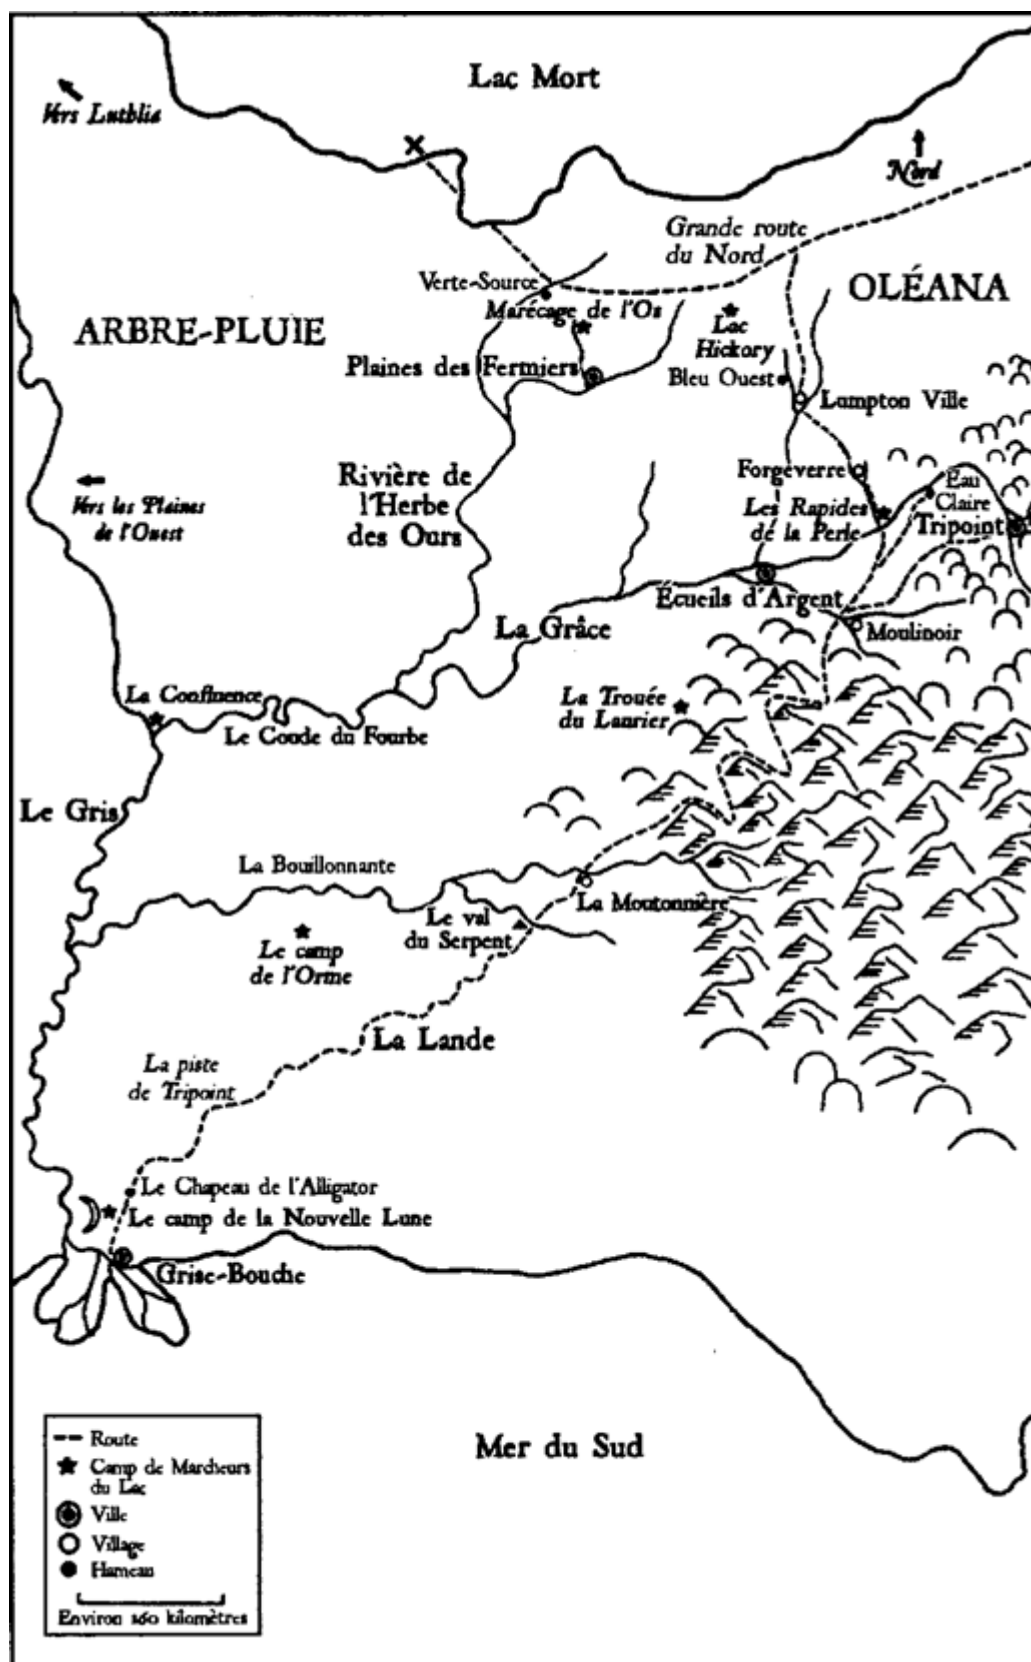 Lac Mort
Vers Luthlia
Nord
Grande route
du Nord
OLÉANA
Verte-Source
Marécage de l'Os
ARBRE-PLUIE
Lac
Hickory
Plaines des Fermiers
Bleu Ouest
Lumpton Ville
Rivière de
l'Herbe
des Ours
Forgeverre
Eau
Claire
Vers les Plaines
de l'Ouest
Les Rapides
de la Perle
Tripoint
Écueils d'Argent
La Grâce
Moulinoir
La Confluence
La Trouée
du Laurier
Le Coude du Fourbe
Le Gris
La Bouillonnante
La Moutonnière
Le val
du Serpent
Le camp
de l'Orme
La Lande
La piste
de Tripoint
Le Chapeau de l'Alligator
Le camp de la Nouvelle Lune
Grise-Bouche
Mer du Sud
Route
Camp de Marcheurs
du Lac
Ville
Village
Hameau
Environ 160 kilomètres